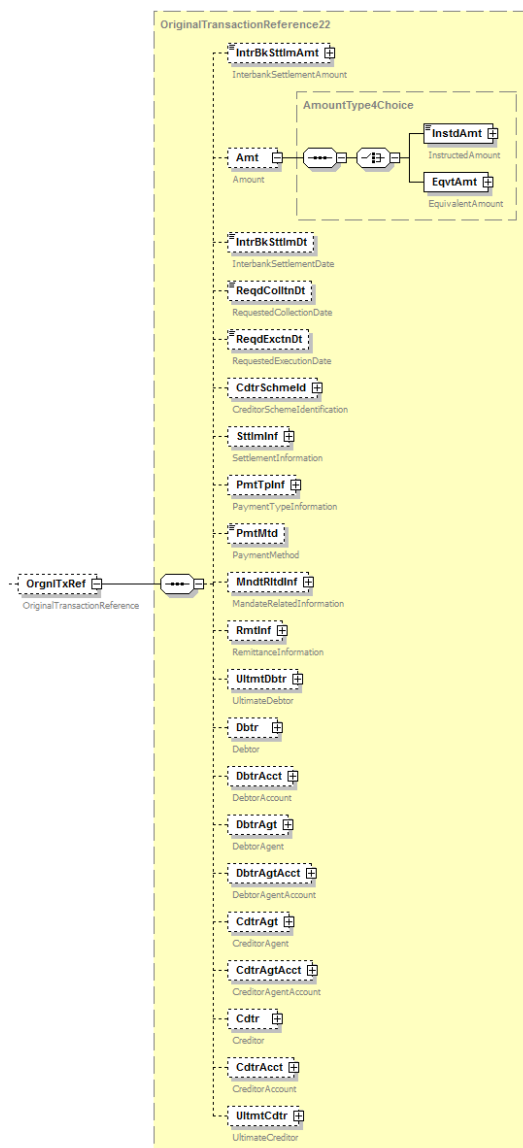 OriginalTransactionReference22
IntrBkSttlmAmt
InterbankSettlementAmount
AmountType4Choice
InstdAmt
InstructedAmount
Amt
Amount
EqvtAmt
EquivalentAmount
IntrBkSttlmDt
InterbankSettlementDate
ReqdColltnDt
RequestedCollectionDate
ReqdExctnDt
RequestedExecutionDate
CdtrSchmeId
CreditorSchemeIdentification
SttlmInf
SettlementInformation
PmtTpInf
PaymentTypeInformation
PmtMtd
PaymentMethod
OrgnlTxRef
OriginalTransactionReference
MndtRltdInf
MandateRelatedInformation
RmtInf
RemittanceInformation
UltmtDbtr
UltimateDebtor
Dbtr
Debtor
DbtrAcct
DebtorAccount
DbtrAgt
DebtorAgent
DbtrAgtAcct
DebtorAgentAccount
CdtrAgt
CreditorAgent
CdtrAgtAcct
CreditorAgentAccount
Cdtr
Creditor
CdtrAcct
CreditorAccount
UltmtCdtr
UltimateCreditor